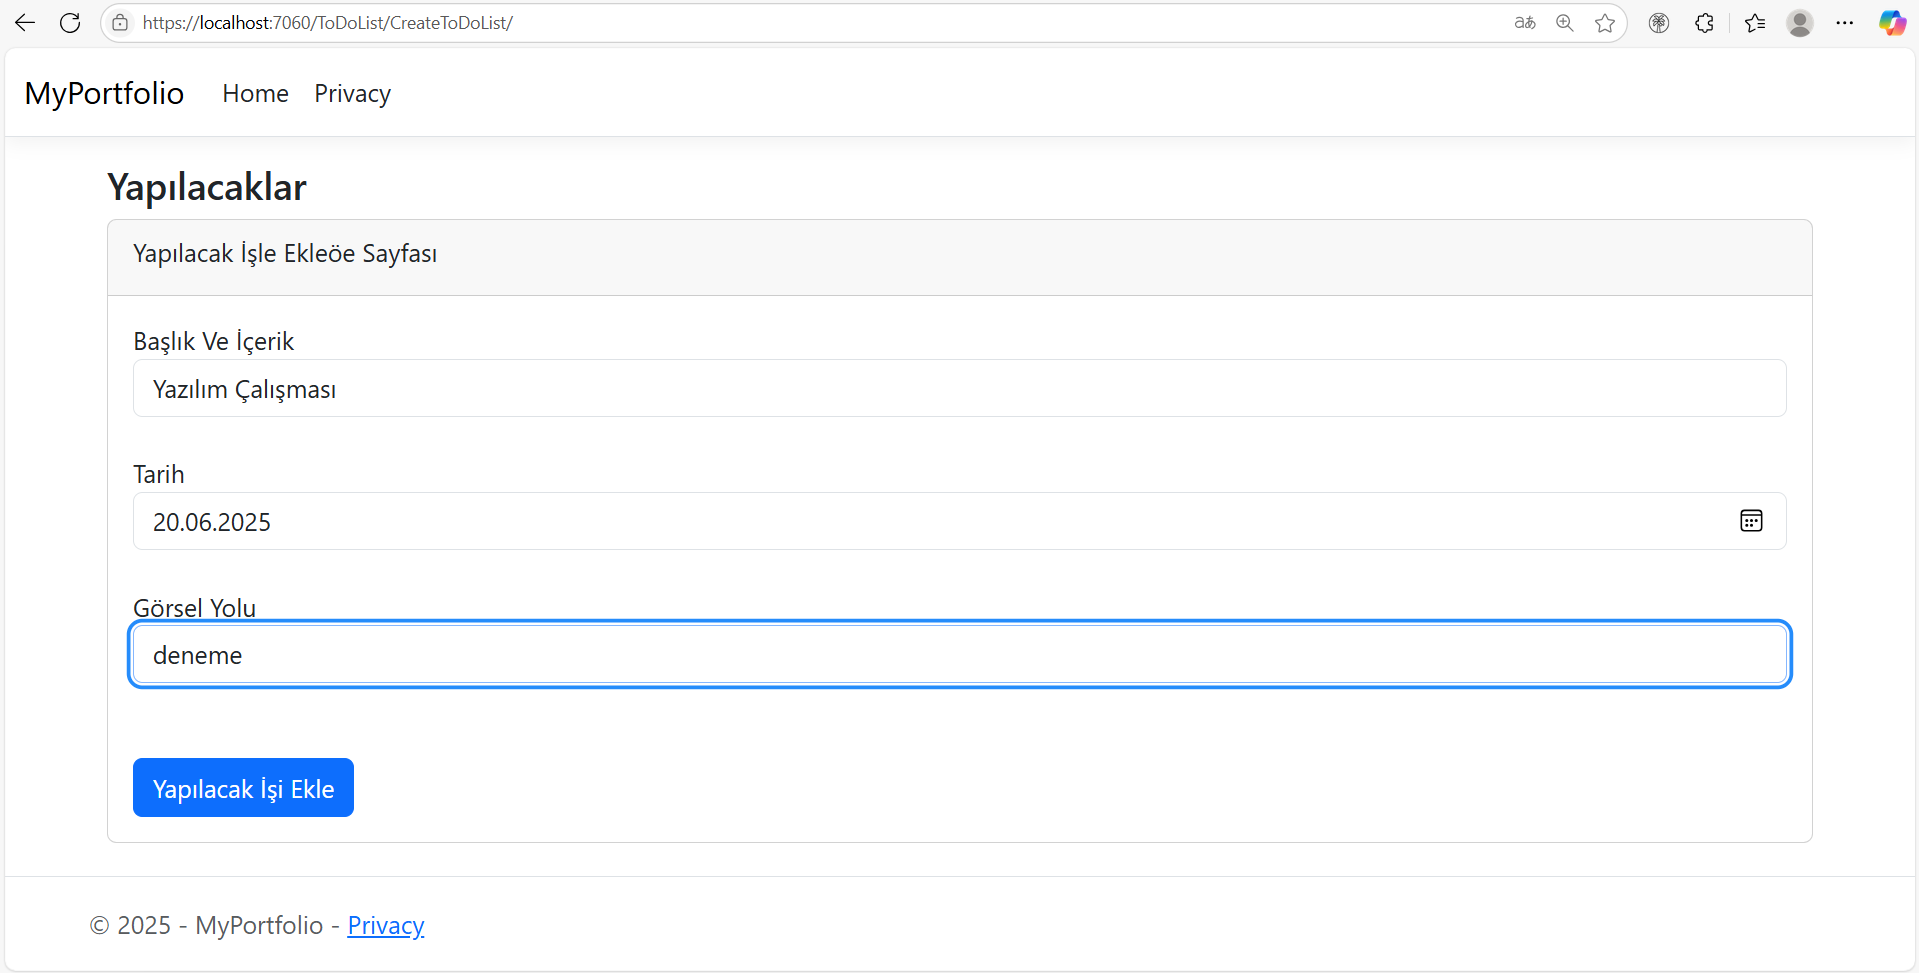 https://localhost:7060/ToDoList/CreateToDoList/
MyPortfolio Home Privacy
Yapılacaklar
Yapılacak İşle Ekleöe Sayfası
Başlık Ve İçerik
Yazılım Çalışması
Tarih
20.06.2025
Görsel Yolu
deneme
Yapılacak İşi Ekle
© 2025 - MyPortfolio - Privacy